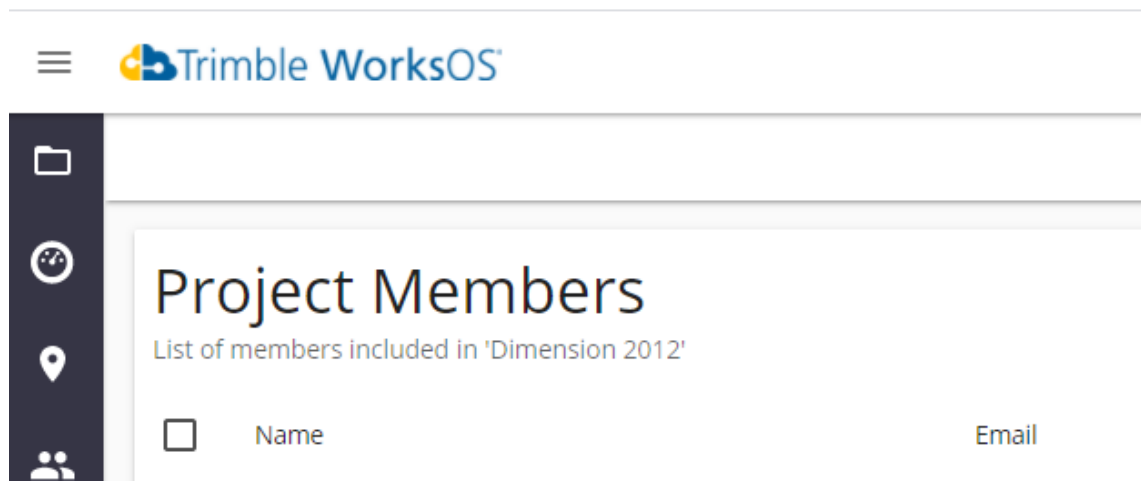 Trimble WorksOS
Project Members
List of members included in 'Dimension 2012'
Name Email